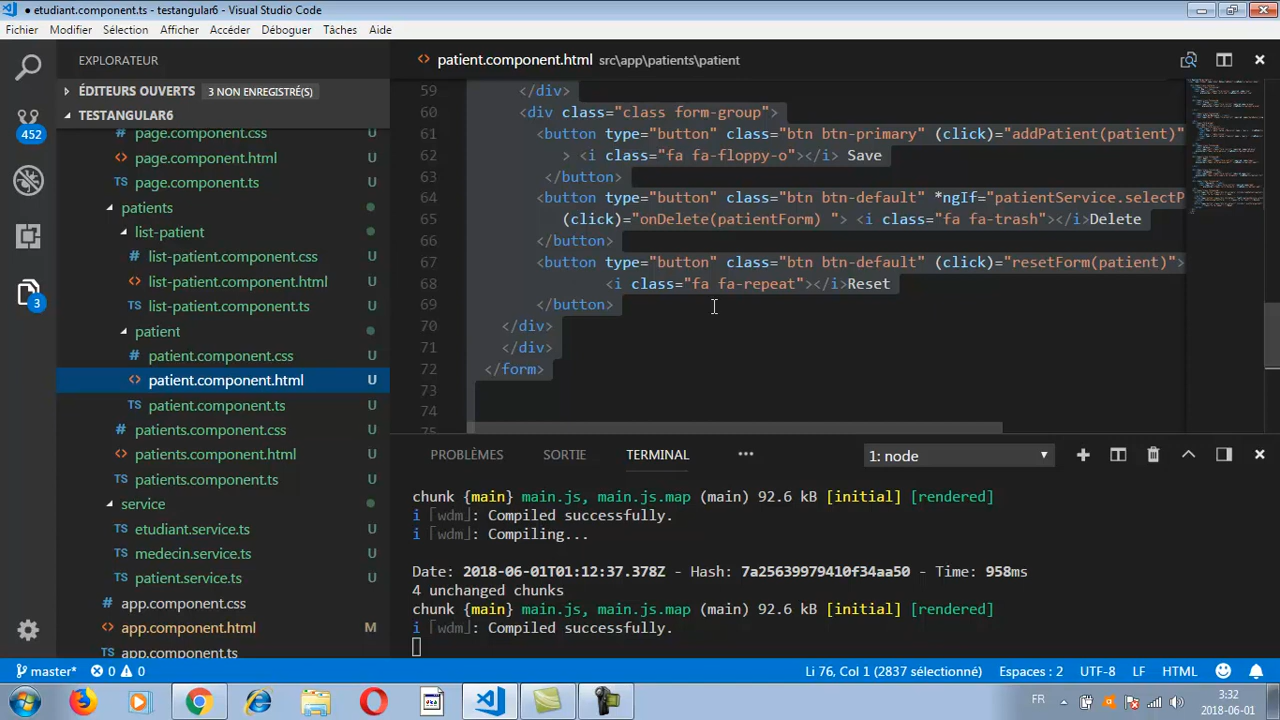 ● etudiant.component.ts - testangular6 - Visual Studio Code
Fichier Modifier Sélection Afficher Accéder Déboguer Tâches Aide
EXPLORATEUR
ÉDITEURS OUVERTS 3 NON ENREGISTRÉ(S)
TESTANGULAR6
page.component.css
<> page.component.html
TS page.component.ts
patients
list-patient
list-patient.component.css U
<> list-patient.component.html U
TS list-patient.component.ts U
patient
patient.component.css U
<> patient.component.html U
TS patient.component.ts U
patients.component.css U
<> patients.component.html U
TS patients.component.ts U
service
TS etudiant.service.ts U
TS medecin.service.ts U
TS patient.service.ts U
app.component.css
<> app.component.html M
app.component.ts
452
3
<> patient.component.html src\app\patients\patient
59 </div>
60 <div class="class form-group">
61 <button type="button" class="btn btn-primary" (click)="addPatient(patient)"
62 > <i class="fa fa-floppy-o"></i> Save
63 </button>
64 <button type="button" class="btn btn-default" *ngIf="patientService.selectP
65 (click)="onDelete(patientForm) "> <i class="fa fa-trash"></i>Delete
66 </button>
67 <button type="button" class="btn btn-default" (click)="resetForm(patient)">
68 <i class="fa fa-repeat"></i>Reset
69 </button>
70 </div>
71 </div>
72 </form>
73
74
75
PROBLÈMES SORTIE TERMINAL ••• 1: node
chunk {main} main.js, main.js.map (main) 92.6 kB [initial] [rendered]
i ｢wdm｣: Compiled successfully.
i ｢wdm｣: Compiling...
Date: 2018-06-01T01:12:37.378Z - Hash: 7a25639979410f34aa50 - Time: 958ms
4 unchanged chunks
chunk {main} main.js, main.js.map (main) 92.6 kB [initial] [rendered]
i ｢wdm｣: Compiled successfully.
master* 0 0 Li 76, Col 1 (2837 sélectionné) Espaces : 2 UTF-8 LF HTML
FR 3:32
2018-06-01